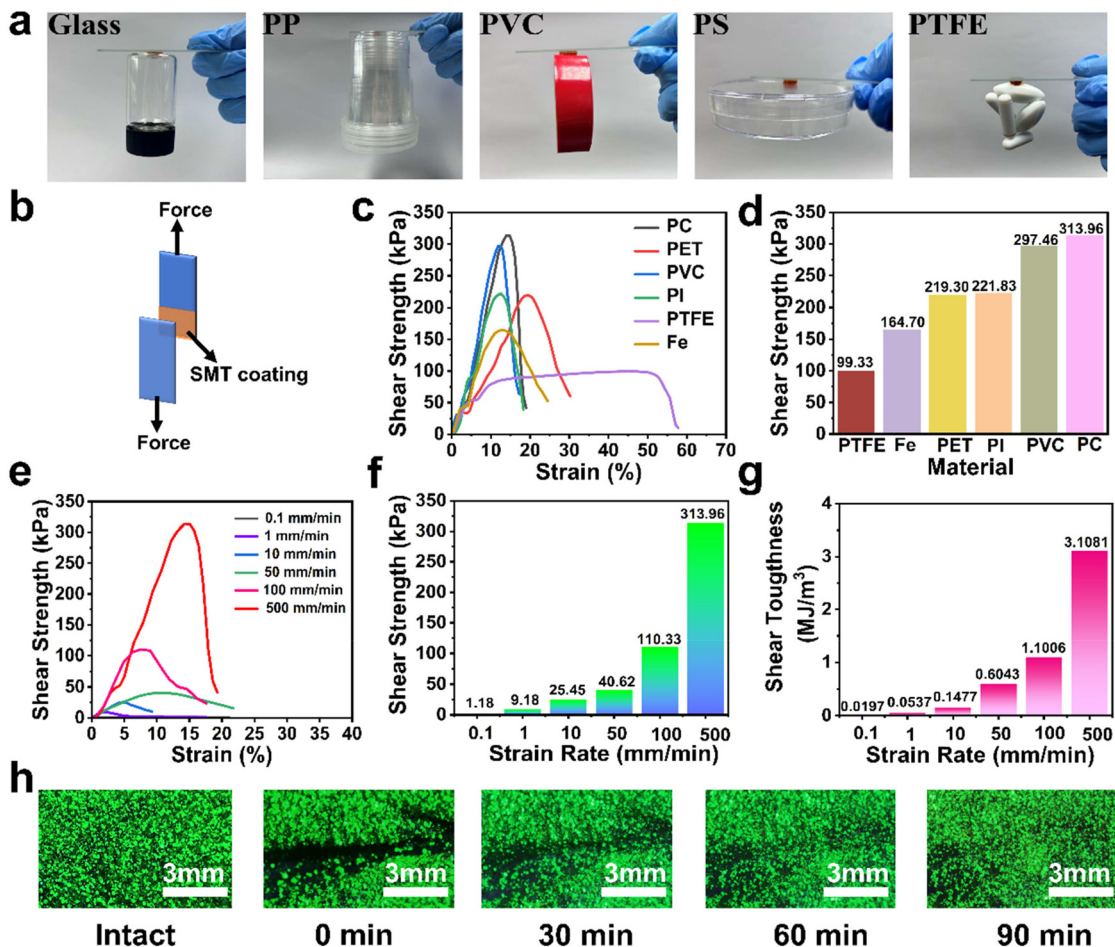 a
Glass
PP
PVC
PS
PTFE
b
Force
SMT coating
Force
c
Shear Strength (kPa)
350
300
250
200
150
100
50
0
PC
PET
PVC
PI
PTFE
Fe
0 10 20 30 40 50 60 70
Strain (%)
d
Shear Strength (kPa)
350
300
250
200
150
100
50
0
99.33
164.70
219.30
221.83
297.46
313.96
PTFE Fe PET PI PVC PC
Material
e
Shear Strength (kPa)
350
300
250
200
150
100
50
0
0.1 mm/min
1 mm/min
10 mm/min
50 mm/min
100 mm/min
500 mm/min
0 5 10 15 20 25 30 35 40
Strain (%)
f
Shear Strength (kPa)
350
300
250
200
150
100
50
0
1.18
9.18
25.45
40.62
110.33
313.96
0.1 1 10 50 100 500
Strain Rate (mm/min)
g
Shear Tougthness
(MJ/m³)
4
3
2
1
0
0.0197
0.0537
0.1477
0.6043
1.1006
3.1081
0.1 1 10 50 100 500
Strain Rate (mm/min)
h
3mm
3mm
3mm
3mm
3mm
Intact
0 min
30 min
60 min
90 min